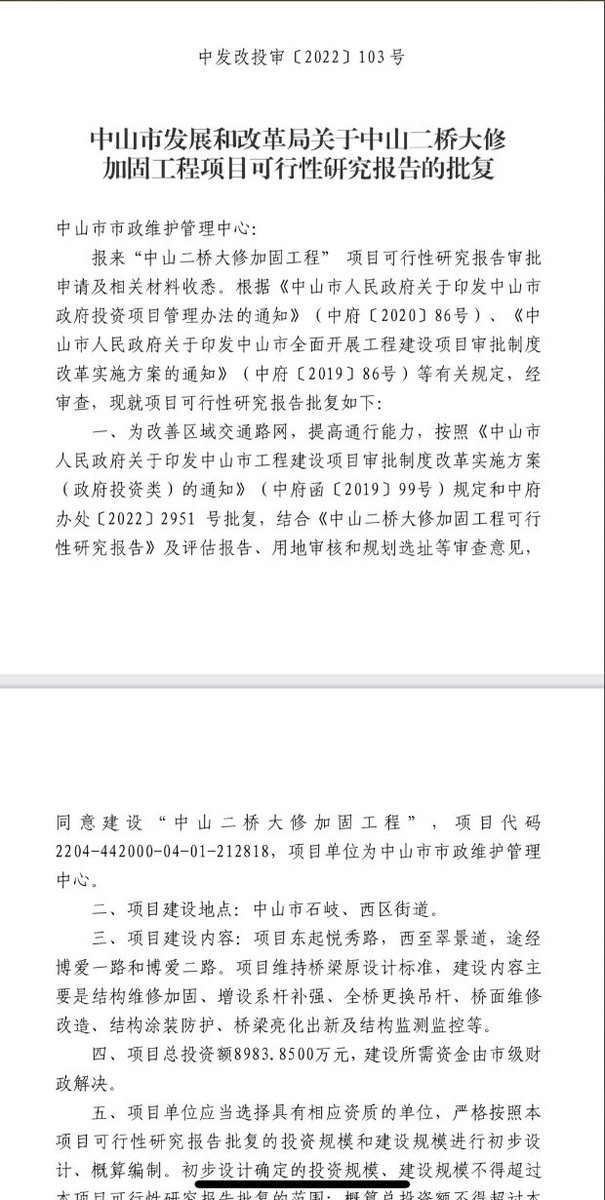 中发改投审〔2022〕103号
中山市发展和改革局关于中山二桥大修
加固工程项目可行性研究报告的批复
中山市市政维护管理中心：
报来“中山二桥大修加固工程” 项目可行性研究报告审批
申请及相关材料收悉。根据《中山市人民政府关于印发中山市
政府投资项目管理办法的通知》（中府〔2020〕86号）、《中
山市人民政府关于印发中山市全面开展工程建设项目审批制度
改革实施方案的通知》（中府〔2019〕86号）等有关规定，经
审查，现就项目可行性研究报告批复如下：
一、为改善区域交通路网，提高通行能力，按照《中山市
人民政府关于印发中山市工程建设项目审批制度改革实施方案
（政府投资类）的通知》（中府函〔2019〕99号）规定和中府
办处〔2022〕2951 号批复，结合《中山二桥大修加固工程可行
性研究报告》及评估报告、用地审核和规划选址等审查意见，
同意建设“中山二桥大修加固工程”，项目代码
2204-442000-04-01-212818，项目单位为中山市市政维护管理
中心。
二、项目建设地点：中山市石岐、西区街道。
三、项目建设内容：项目东起悦秀路，西至翠景道，途经
博爱一路和博爱二路。项目维持桥梁原设计标准，建设内容主
要是结构维修加固、增设系杆补强、全桥更换吊杆、桥面维修
改造、结构涂装防护、桥梁亮化出新及结构监测监控等。
四、项目总投资额8983.8500万元，建设所需资金由市级财
政解决。
五、项目单位应当选择具有相应资质的单位，严格按照本
项目可行性研究报告批复的投资规模和建设规模进行初步设
计、概算编制。初步设计确定的投资规模、建设规模不得超过
本项目可行性研究报告批复的范围；概算总投资额不得超过本